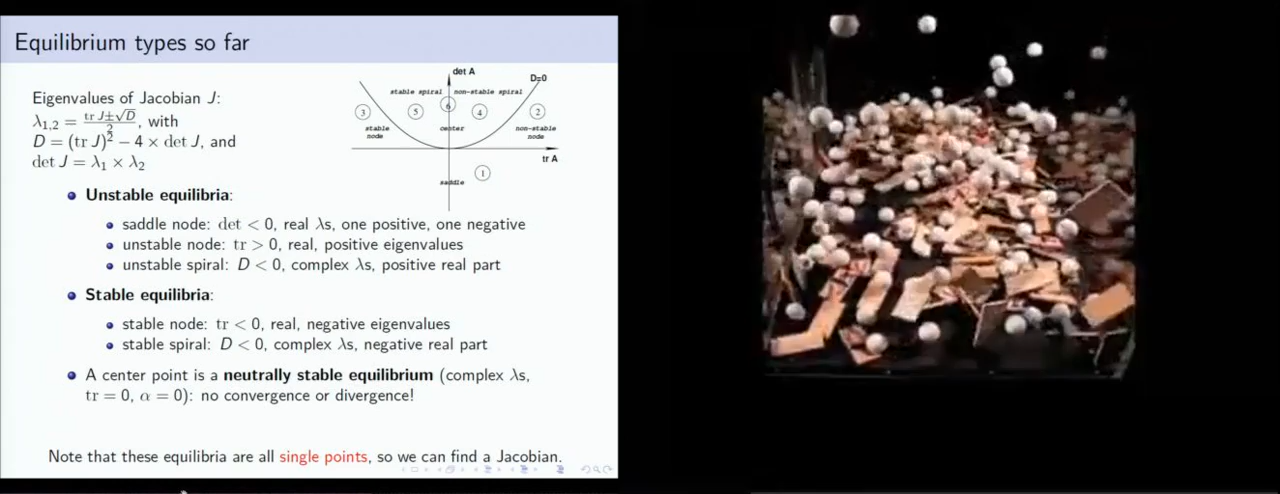 Equilibrium types so far
Eigenvalues of Jacobian J:
λ₁,₂ = (tr J±√D)/2, with
D = (tr J)² − 4 × det J, and
det J = λ₁ × λ₂
det A
D=0
stable spiral
non-stable spiral
3
5
6
4
2
stable
node
center
non-stable
node
tr A
1
saddle
Unstable equilibria:
saddle node: det < 0, real λs, one positive, one negative
unstable node: tr > 0, real, positive eigenvalues
unstable spiral: D < 0, complex λs, positive real part
Stable equilibria:
stable node: tr < 0, real, negative eigenvalues
stable spiral: D < 0, complex λs, negative real part
A center point is a neutrally stable equilibrium (complex λs,
tr = 0, α = 0): no convergence or divergence!
Note that these equilibria are all single points, so we can find a Jacobian.